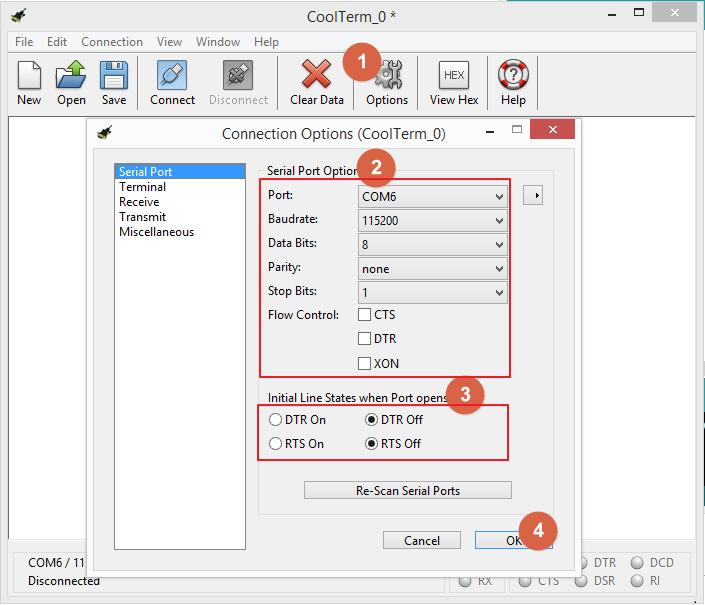 CoolTerm_0 *
File Edit Connection View Window Help
1
HEX
New Open Save Connect Disconnect Clear Data Options View Hex Help
Connection Options (CoolTerm_0)
Serial Port
Terminal
Receive
Transmit
Miscellaneous
Serial Port Option
2
Port: COM6
Baudrate: 115200
Data Bits: 8
Parity: none
Stop Bits: 1
Flow Control: CTS
DTR
XON
Initial Line States when Port opens
3
DTR On DTR Off
RTS On RTS Off
Re-Scan Serial Ports
4
Cancel OK
COM6 / 11
Disconnected
DTR DCD
RX CTS DSR RI